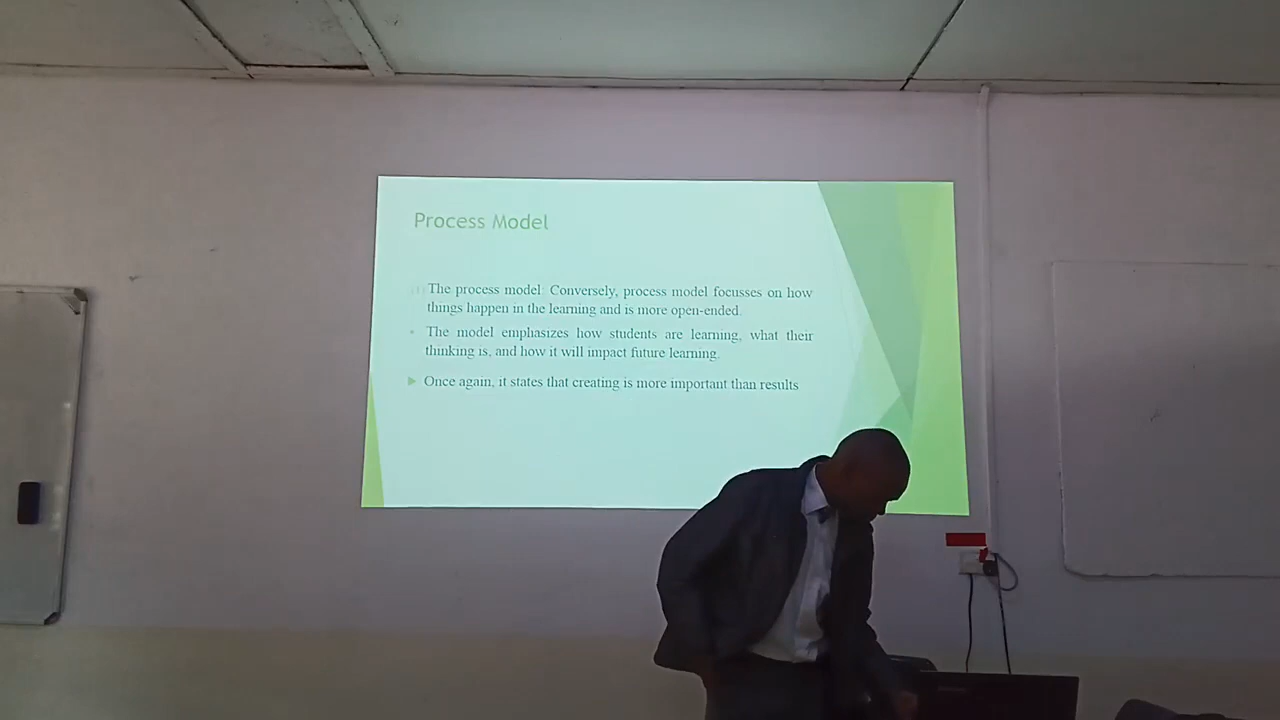 Process Model
The process model: Conversely, process model focusses on how
things happen in the learning and is more open-ended.
• The model emphasizes how students are learning, what their
thinking is, and how it will impact future learning.
Once again, it states that creating is more important than results